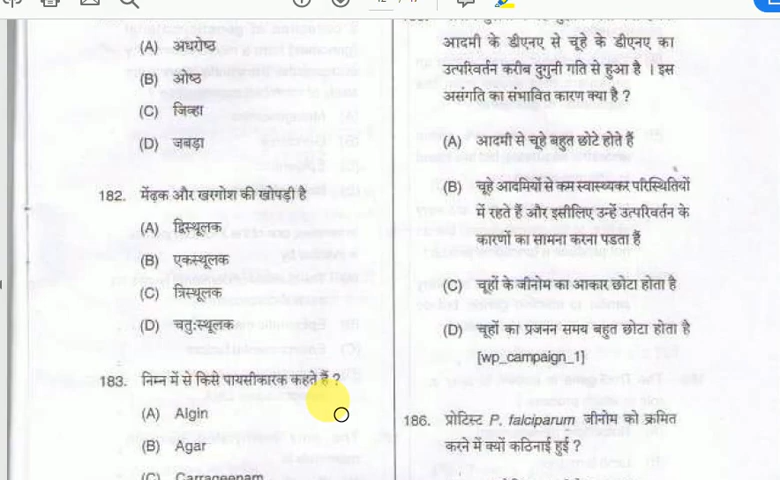 (A) अधरोष्ठ
(B) ओष्ठ
(C) जिव्हा
(D) जबड़ा
182. मेंढ़क और खरगोश की खोपड़ी है
(A) द्विस्थूलक
(B) एकस्थूलक
(C) त्रिस्थूलक
(D) चतु:स्थूलक
183. निम्न में से किसे पायसीकारक कहते हैं ?
(A) Algin
(B) Agar
(C) Carrageenam
आदमी के डीएनए से चूहे के डीएनए का
उत्परिवर्तन करीब दुगुनी गति से हुआ है । इस
असंगति का संभावित कारण क्या है ?
(A) आदमी से चूहे बहुत छोटे होते हैं
(B) चूहे आदमियों से कम स्वास्थ्यकर परिस्थितियों
में रहते हैं और इसीलिए उन्हें उत्परिवर्तन के
कारणों का सामना करना पडता हैं
(C) चूहों के जीनोम का आकार छोटा होता है
(D) चूहों का प्रजनन समय बहुत छोटा होता है
[wp_campaign_1]
186. प्रोटिस्ट P. falciparum जीनोम को क्रमित
करने में क्यों कठिनाई हुई ?